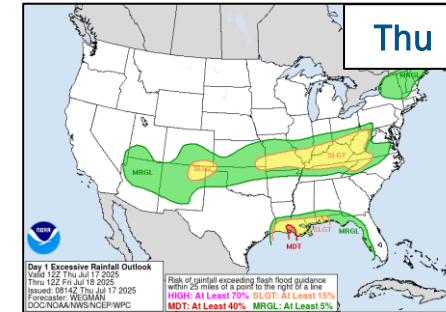 Thu
MRGL
SLGT
SLGT
MRGL
SLGT
MRGL
MDT
NOAA
Day 1 Excessive Rainfall Outlook
Valid 12Z Thu Jul 17 2025
Thru 12Z Fri Jul 18 2025
Issued: 0814Z Thu Jul 17 2025
Forecaster: WEGMAN
DOC/NOAA/NWS/NCEP/WPC
Risk of rainfall exceeding flash flood guidance
within 25 miles of a point to the right of a line
HIGH: At Least 70% SLGT: At Least 15%
MDT: At Least 40% MRGL: At Least 5%